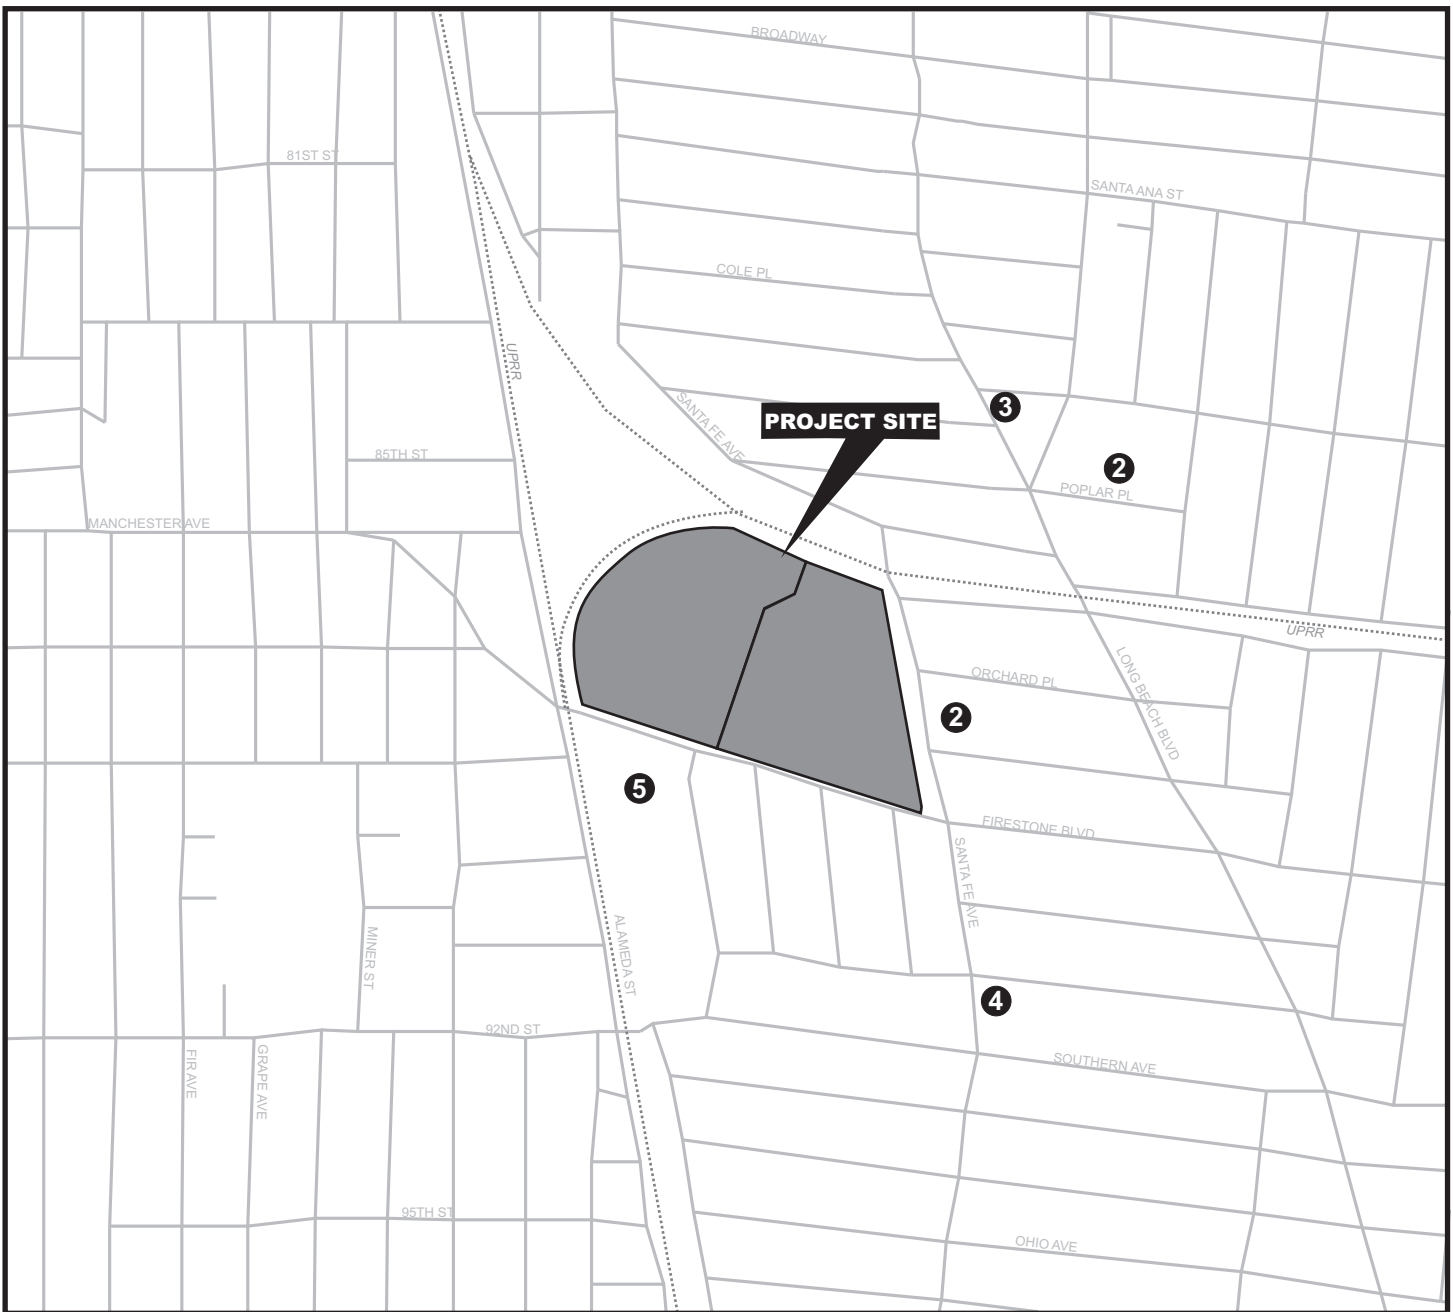 BROADWAY
81ST ST
SANTA ANA ST
COLE PL
UPRR
SANTA FE AVE
3
PROJECT SITE
85TH ST
2
POPLAR PL
MANCHESTER AVE
UPRR
ORCHARD PL
LONG BEACH BLVD
2
5
FIRESTONE BLVD
SANTA FE AVE
ALAMEDA ST
MINER ST
4
92ND ST
FIR AVE
GRAPE AVE
SOUTHERN AVE
95TH ST
OHIO AVE